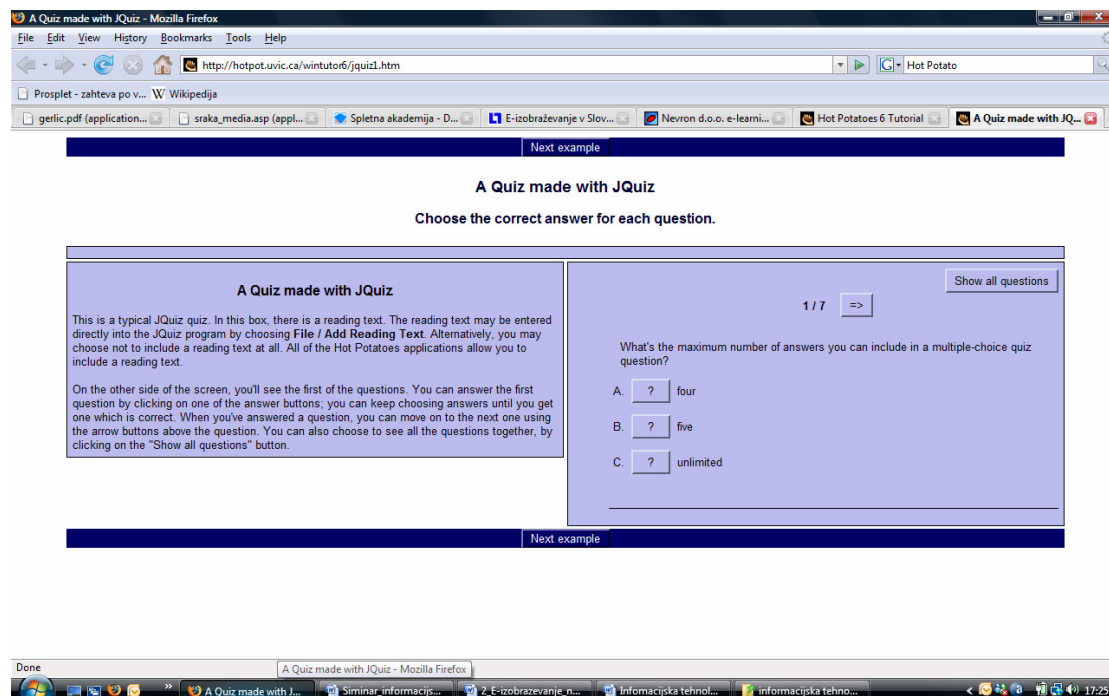 A Quiz made with JQuiz - Mozilla Firefox
File Edit View History Bookmarks Tools Help
http://hotpot.uvic.ca/wintutor6/jquiz1.htm
G Hot Potato
Prosplet - zahteva po v... W Wikipedija
gerlic.pdf (application... sraka_media.asp (appl... Spletna akademija - D... E-izobraževanje v Slov... Nevron d.o.o. e-learni... Hot Potatoes 6 Tutorial A Quiz made with JQ...
Next example
A Quiz made with JQuiz
Choose the correct answer for each question.
A Quiz made with JQuiz
This is a typical JQuiz quiz. In this box, there is a reading text. The reading text may be entered
directly into the JQuiz program by choosing File / Add Reading Text. Alternatively, you may
choose not to include a reading text at all. All of the Hot Potatoes applications allow you to
include a reading text.
On the other side of the screen, you'll see the first of the questions. You can answer the first
question by clicking on one of the answer buttons; you can keep choosing answers until you get
one which is correct. When you've answered a question, you can move on to the next one using
the arrow buttons above the question. You can also choose to see all the questions together, by
clicking on the "Show all questions" button.
Show all questions
1 / 7 =>
What's the maximum number of answers you can include in a multiple-choice quiz
question?
A. ? four
B. ? five
C. ? unlimited
Next example
Done
A Quiz made with JQuiz - Mozilla Firefox
» A Quiz made with J... Siminar_informacijs... 2_E-izobrazevanje_n... Infomacijska tehnol... informacijska tehno... < 17:25